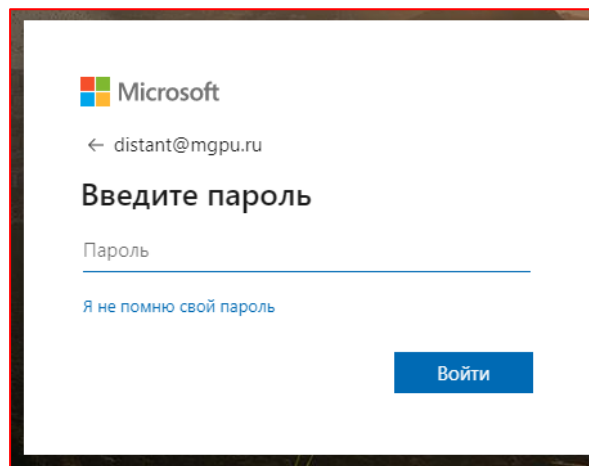 Microsoft
← distant@mgpu.ru
Введите пароль
Пароль
Я не помню свой пароль
Войти